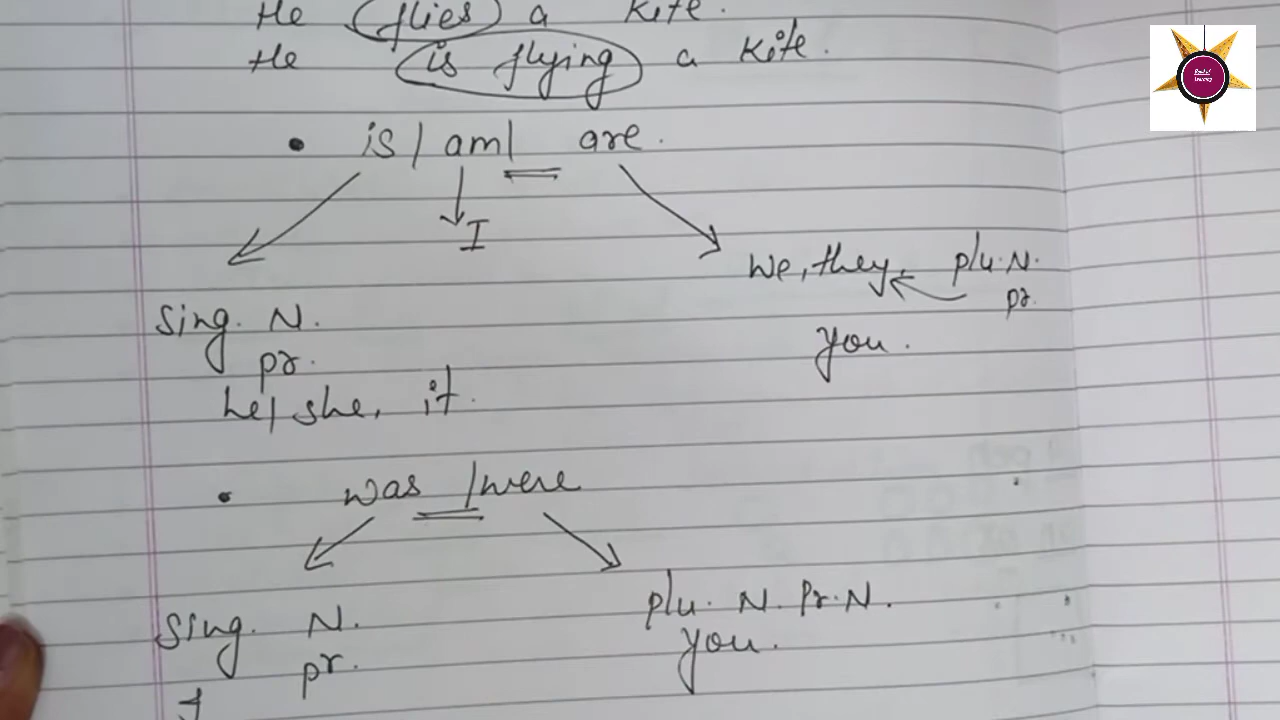 He flies a Kite.
He is flying a Kite.
• is / am / are.
I
We, they, plu. N.
pr.
Sing. N.
you.
pr.
he, she, it.
• was / were
Sing. N.
plu. N. Pr. N.
pr.
you.
I